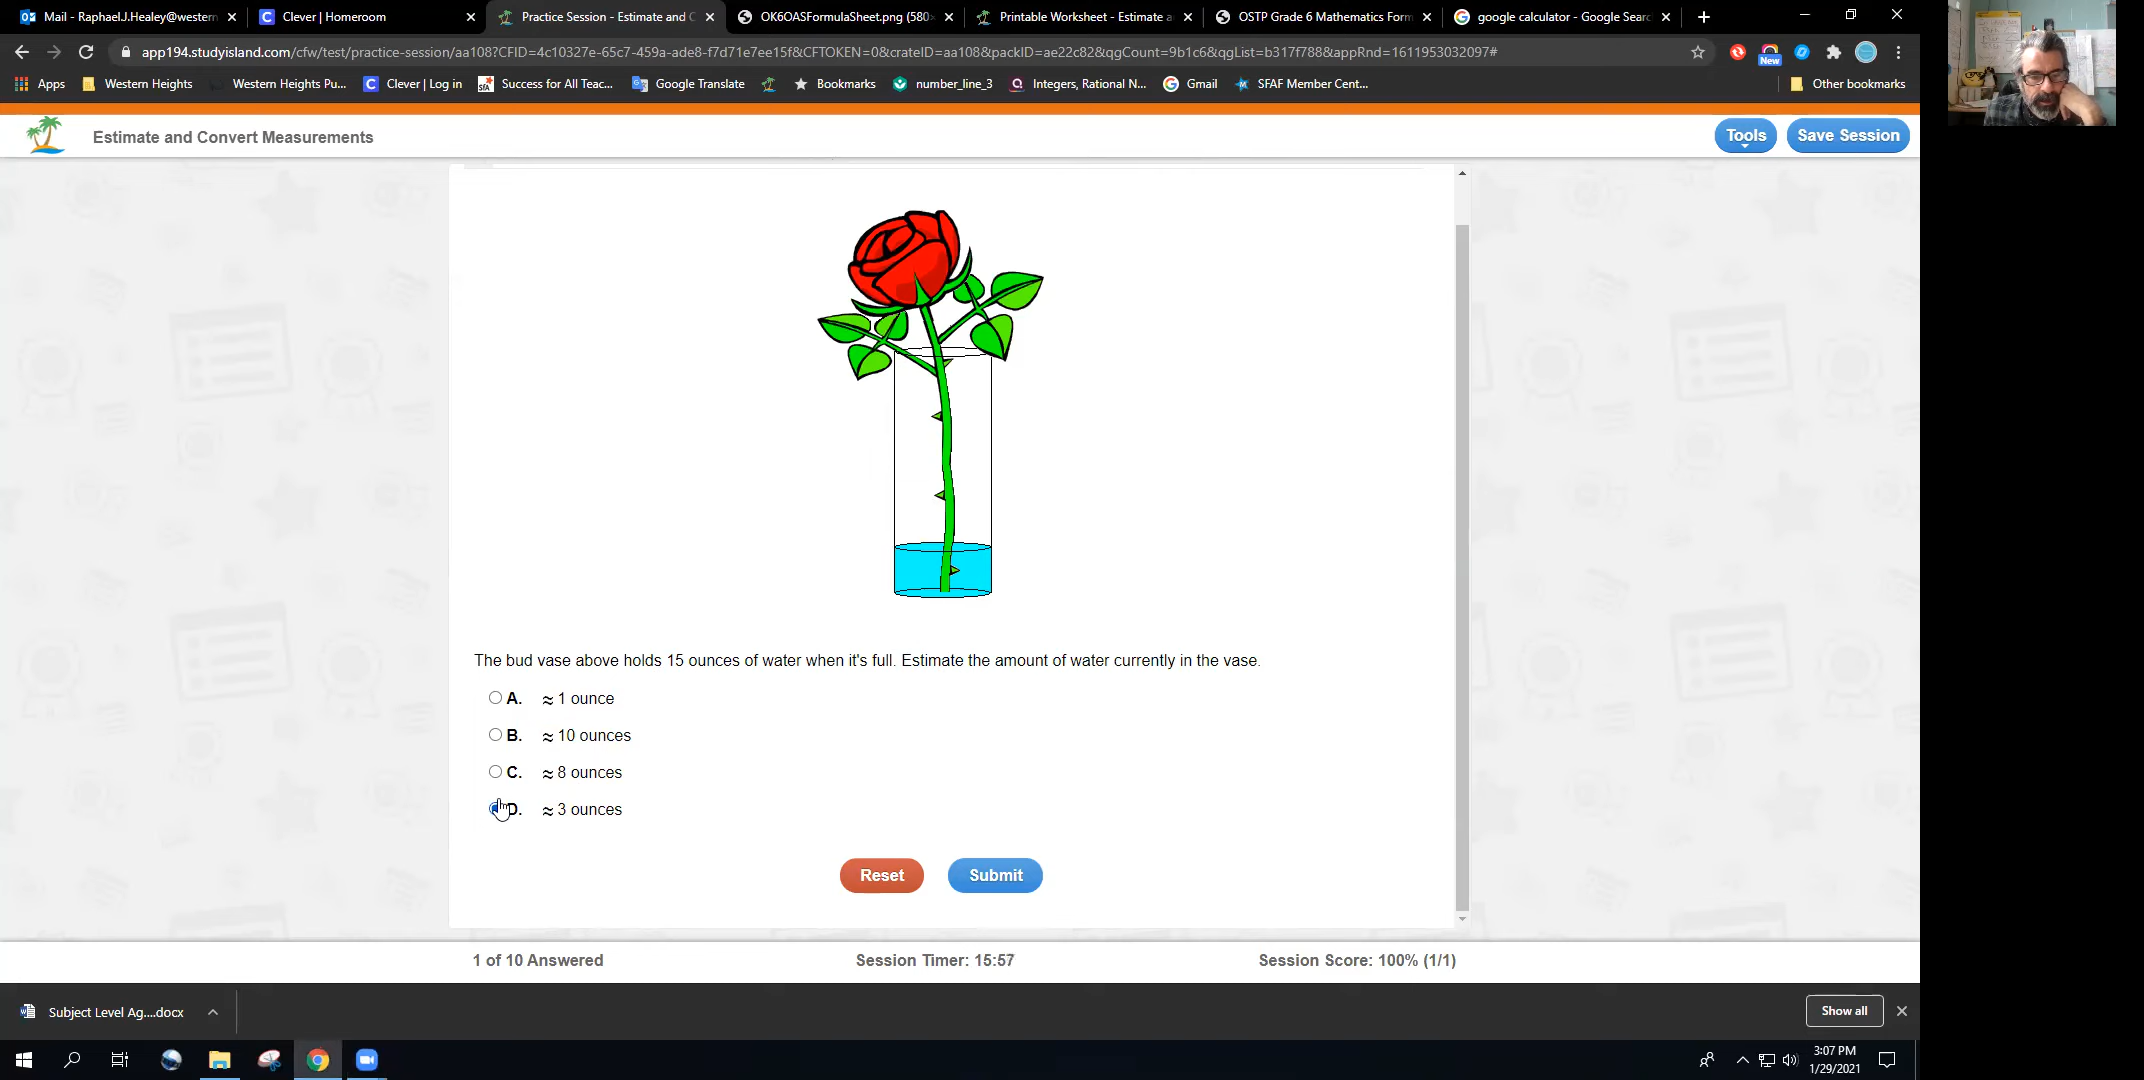 Mail - Raphael.J.Healey@western
Clever | Homeroom
Practice Session - Estimate and C
OK6OASFormulaSheet.png (580×
Printable Worksheet - Estimate a
OSTP Grade 6 Mathematics Form
google calculator - Google Searc
app194.studyisland.com/cfw/test/practice-session/aa108?CFID=4c10327e-65c7-459a-ade8-f7d71e7ee15f&CFTOKEN=0&crateID=aa108&packID=ae22c82&qgCount=9b1c6&qgList=b317f788&appRnd=1611953032097#
New
Apps
Western Heights
Western Heights Pu...
Clever | Log in
Success for All Teac...
Google Translate
Bookmarks
number_line_3
Integers, Rational N...
Gmail
SFAF Member Cent...
Other bookmarks
Estimate and Convert Measurements
Tools
Save Session
The bud vase above holds 15 ounces of water when it's full. Estimate the amount of water currently in the vase.
A. ≈ 1 ounce
B. ≈ 10 ounces
C. ≈ 8 ounces
D. ≈ 3 ounces
Reset
Submit
1 of 10 Answered
Session Timer: 15:57
Session Score: 100% (1/1)
Subject Level Ag....docx
Show all
3:07 PM
1/29/2021